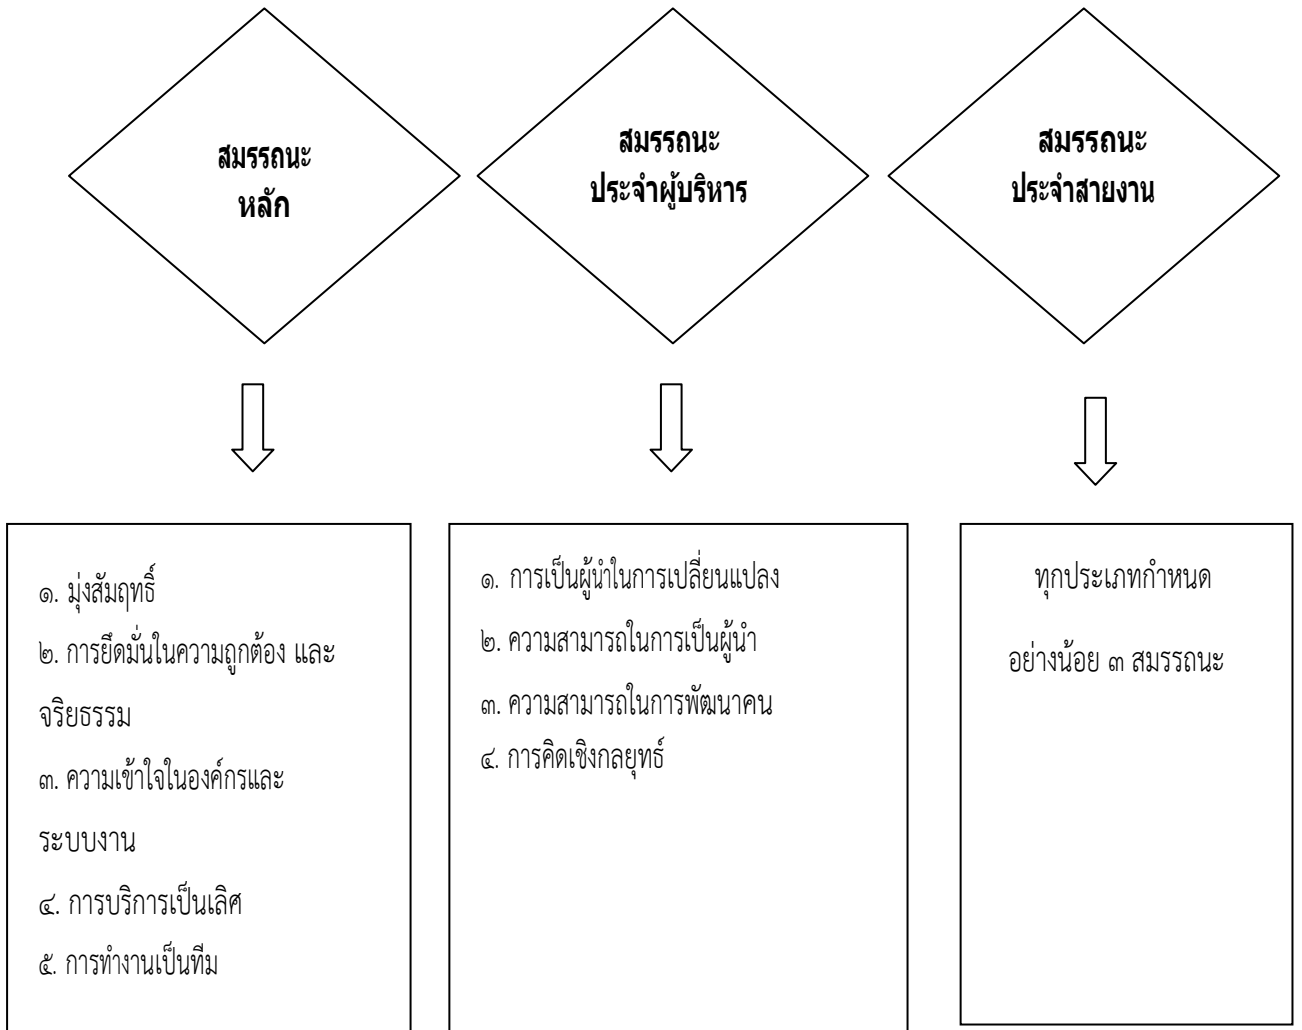 สมรรถนะ
หลัก
สมรรถนะ
ประจำผู้บริหาร
สมรรถนะ
ประจำสายงาน
๑. มุ่งสัมฤทธิ์
๒. การยึดมั่นในความถูกต้อง และ
จริยธรรม
๓. ความเข้าใจในองค์กรและ
ระบบงาน
๔. การบริการเป็นเลิศ
๕. การทำงานเป็นทีม
๑. การเป็นผู้นำในการเปลี่ยนแปลง
๒. ความสามารถในการเป็นผู้นำ
๓. ความสามารถในการพัฒนาคน
๔. การคิดเชิงกลยุทธ์
ทุกประเภทกำหนด
อย่างน้อย ๓ สมรรถนะ